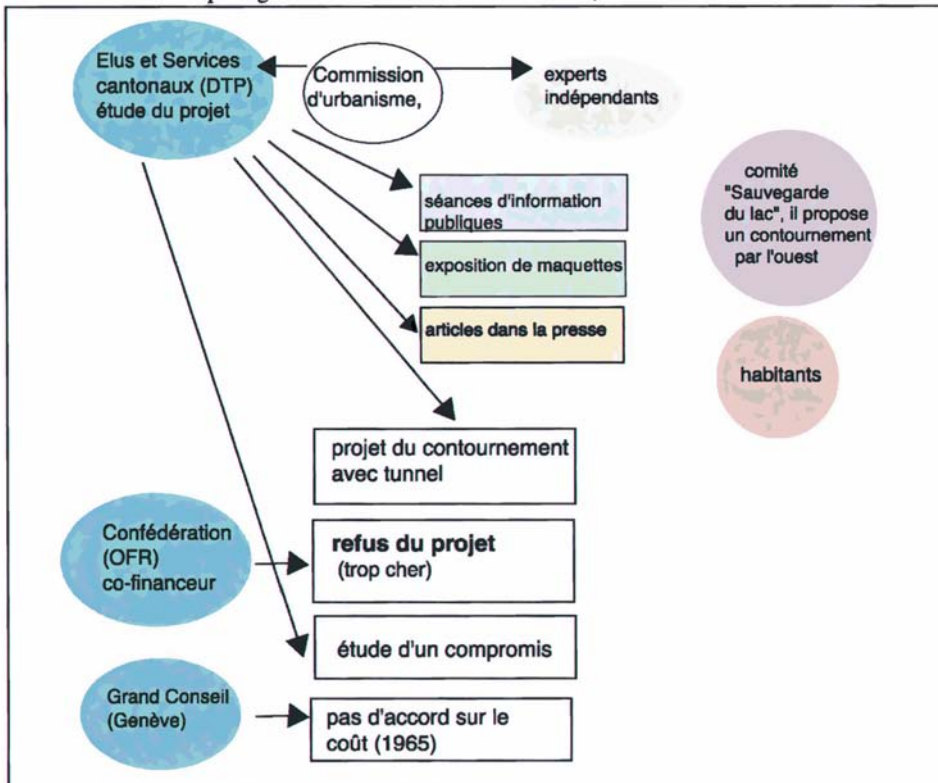 Elus et Services
cantonaux (DTP)
étude du projet
Commission
d'urbanisme,
experts
indépendants
séances d'information
publiques
exposition de maquettes
articles dans la presse
comité
"Sauvegarde
du lac", il propose
un contournement
par l'ouest
habitants
projet du contournement
avec tunnel
Confédération
(OFR)
co-financeur
refus du projet
(trop cher)
étude d'un compromis
Grand Conseil
(Genève)
pas d'accord sur le
coût (1965)